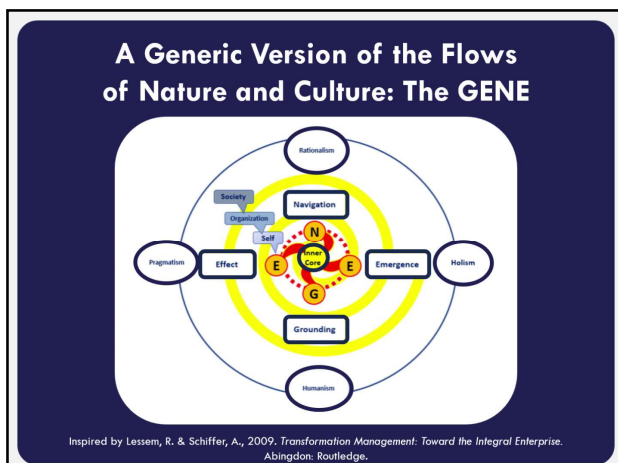 A Generic Version of the Flows
of Nature and Culture: The GENE
Rationalism
Society
Navigation
Organization
Self
N
Inner
Core
Pragmatism
Effect
E
E
Emergence
Holism
G
Grounding
Humanism
Inspired by Lessem, R. & Schiffer, A., 2009. Transformation Management: Toward the Integral Enterprise.
Abingdon: Routledge.